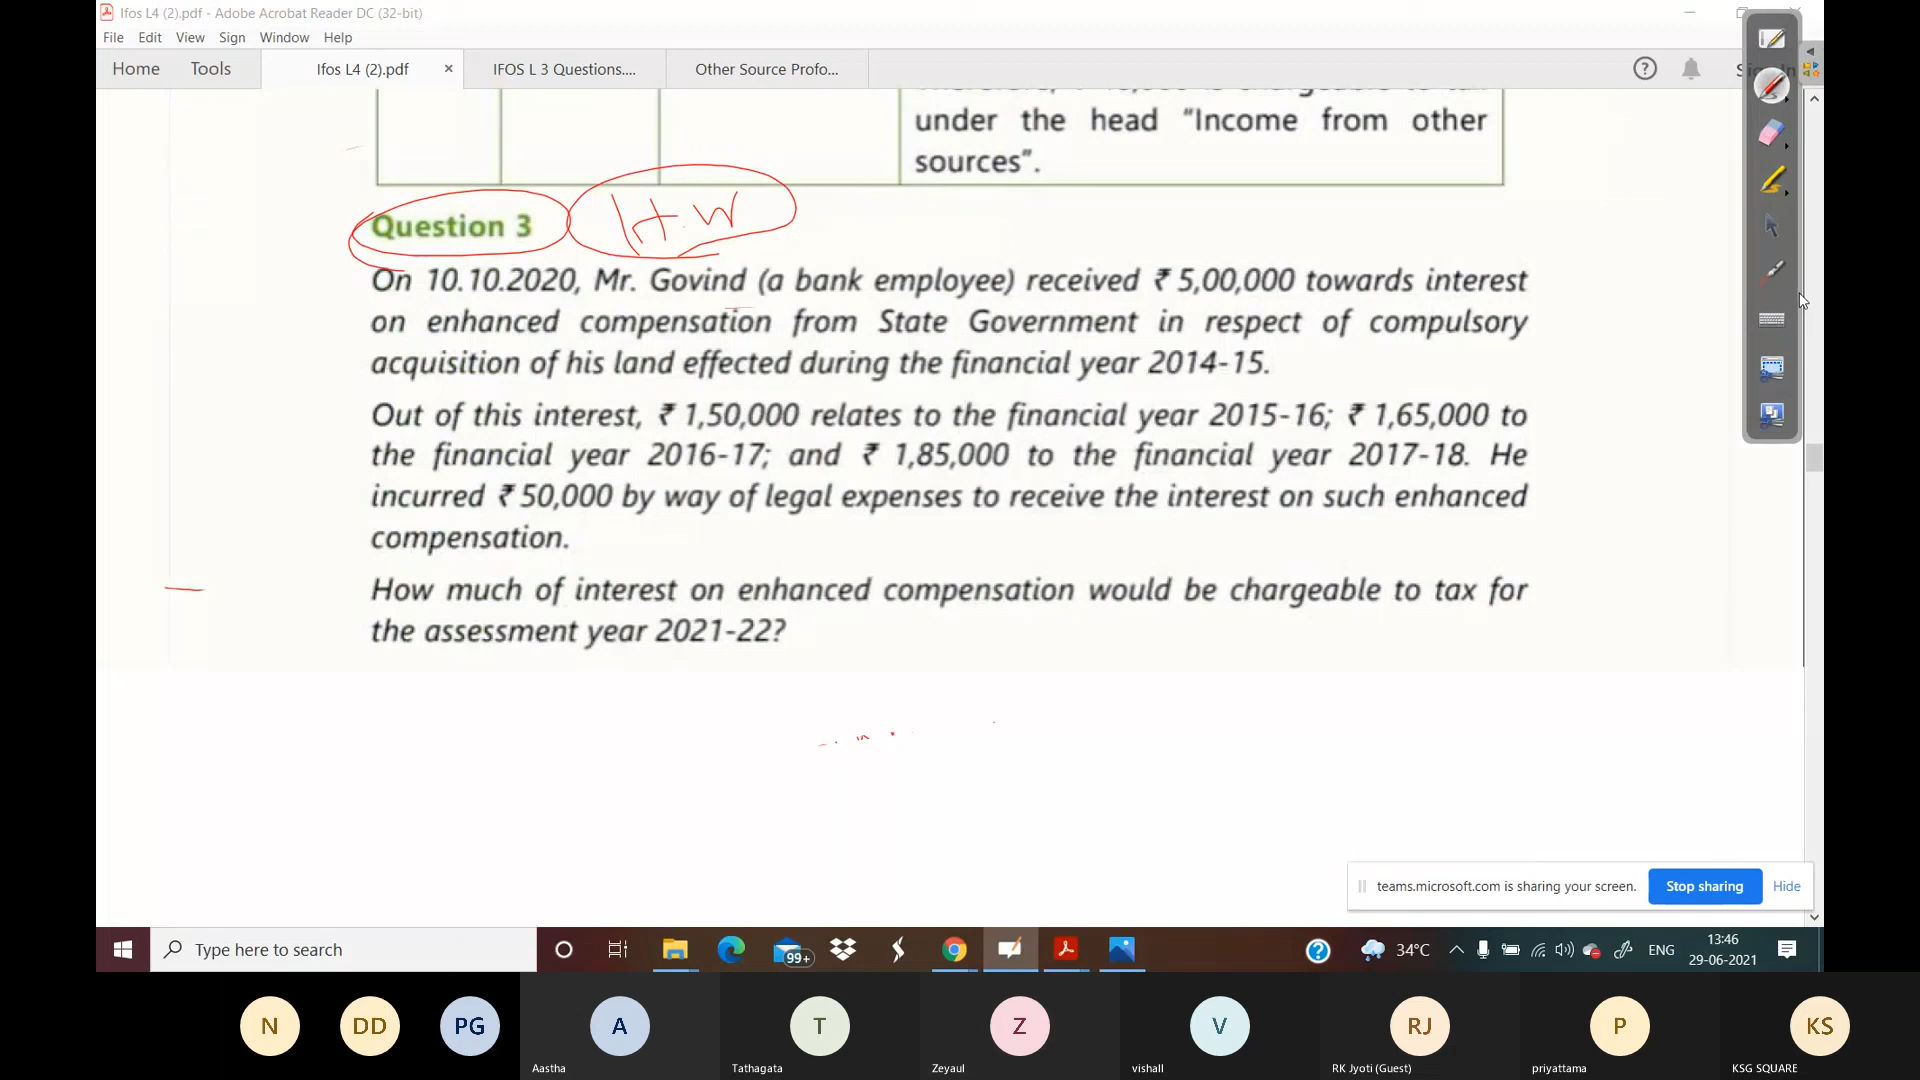 Ifos L4 (2).pdf - Adobe Acrobat Reader DC (32-bit)
File Edit View Sign Window Help
Home Tools Ifos L4 (2).pdf × IFOS L 3 Questions.... Other Source Profo...
under the head “Income from other
sources”.
Question 3 H.W
On 10.10.2020, Mr. Govind (a bank employee) received ₹ 5,00,000 towards interest
on enhanced compensation from State Government in respect of compulsory
acquisition of his land effected during the financial year 2014-15.
Out of this interest, ₹ 1,50,000 relates to the financial year 2015-16; ₹ 1,65,000 to
the financial year 2016-17; and ₹ 1,85,000 to the financial year 2017-18. He
incurred ₹ 50,000 by way of legal expenses to receive the interest on such enhanced
compensation.
How much of interest on enhanced compensation would be chargeable to tax for
the assessment year 2021-22?
teams.microsoft.com is sharing your screen. Stop sharing Hide
Type here to search 99+ 34°C ENG 13:46
29-06-2021
N DD PG A T Z V RJ P KS
Aastha Tathagata Zeyaul vishall RK Jyoti (Guest) priyattama KSG SQUARE